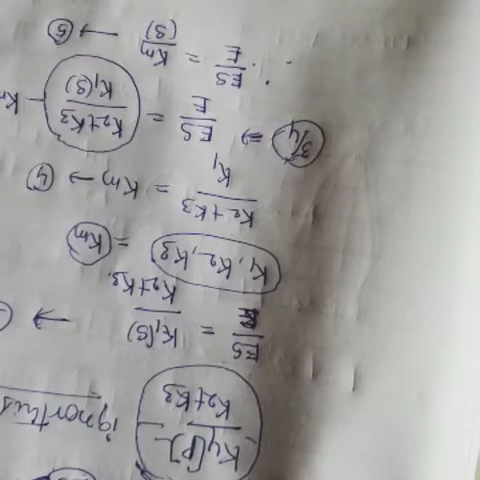 K4[P] / K2+K3
ES / E = K1(S) / K2+K3 →
K1, K2, K3 = Km
K2+K3 / K1 = Km → 4
3/4 ⇒ ES / E = K2+K3 / K1(S) - Km
∴ ES / E = Km / (S) → 5